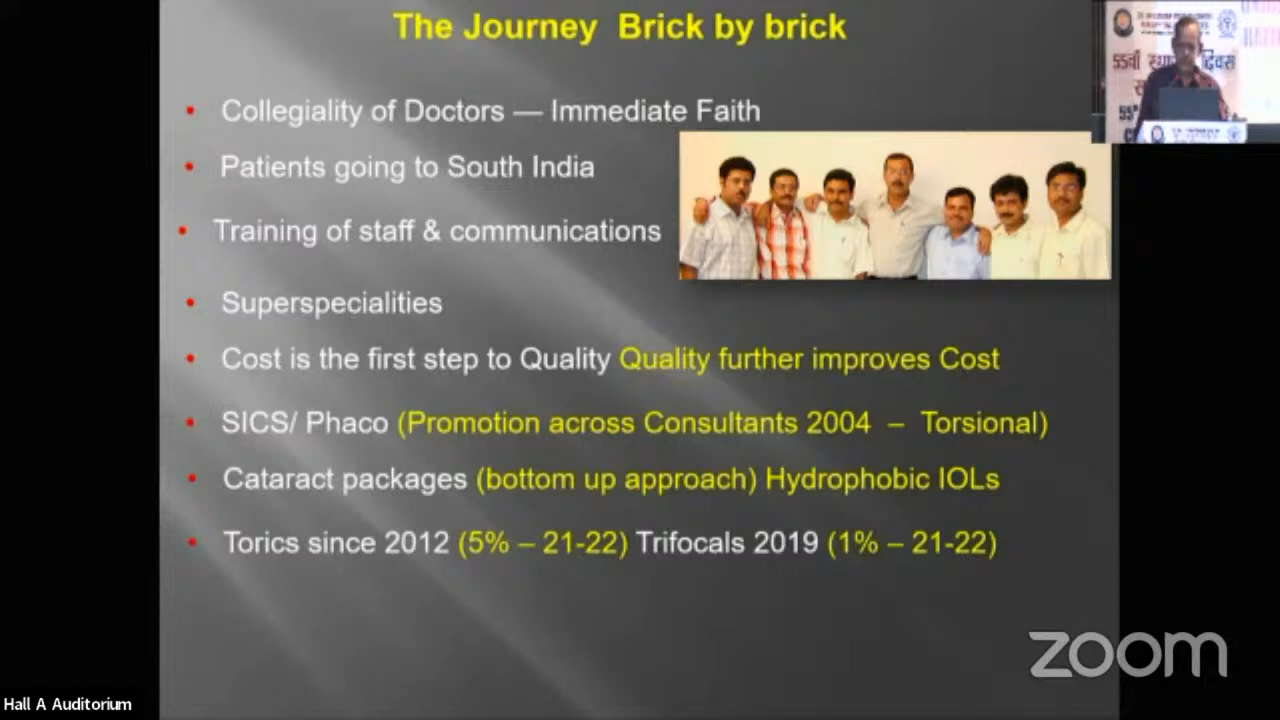 The Journey Brick by brick
55वाँ
दिवस
55
• Collegiality of Doctors — Immediate Faith
• Patients going to South India
• Training of staff & communications
• Superspecialities
• Cost is the first step to Quality Quality further improves Cost
• SICS/ Phaco (Promotion across Consultants 2004 – Torsional)
• Cataract packages (bottom up approach) Hydrophobic IOLs
• Torics since 2012 (5% – 21-22) Trifocals 2019 (1% – 21-22)
zoom
Hall A Auditorium